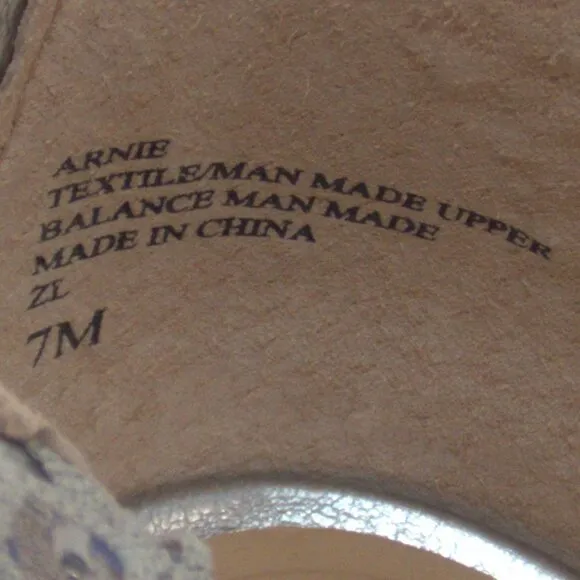 ARNIE
TEXTILE/MAN MADE UPPER
BALANCE MAN MADE
MADE IN CHINA
ZL
7M